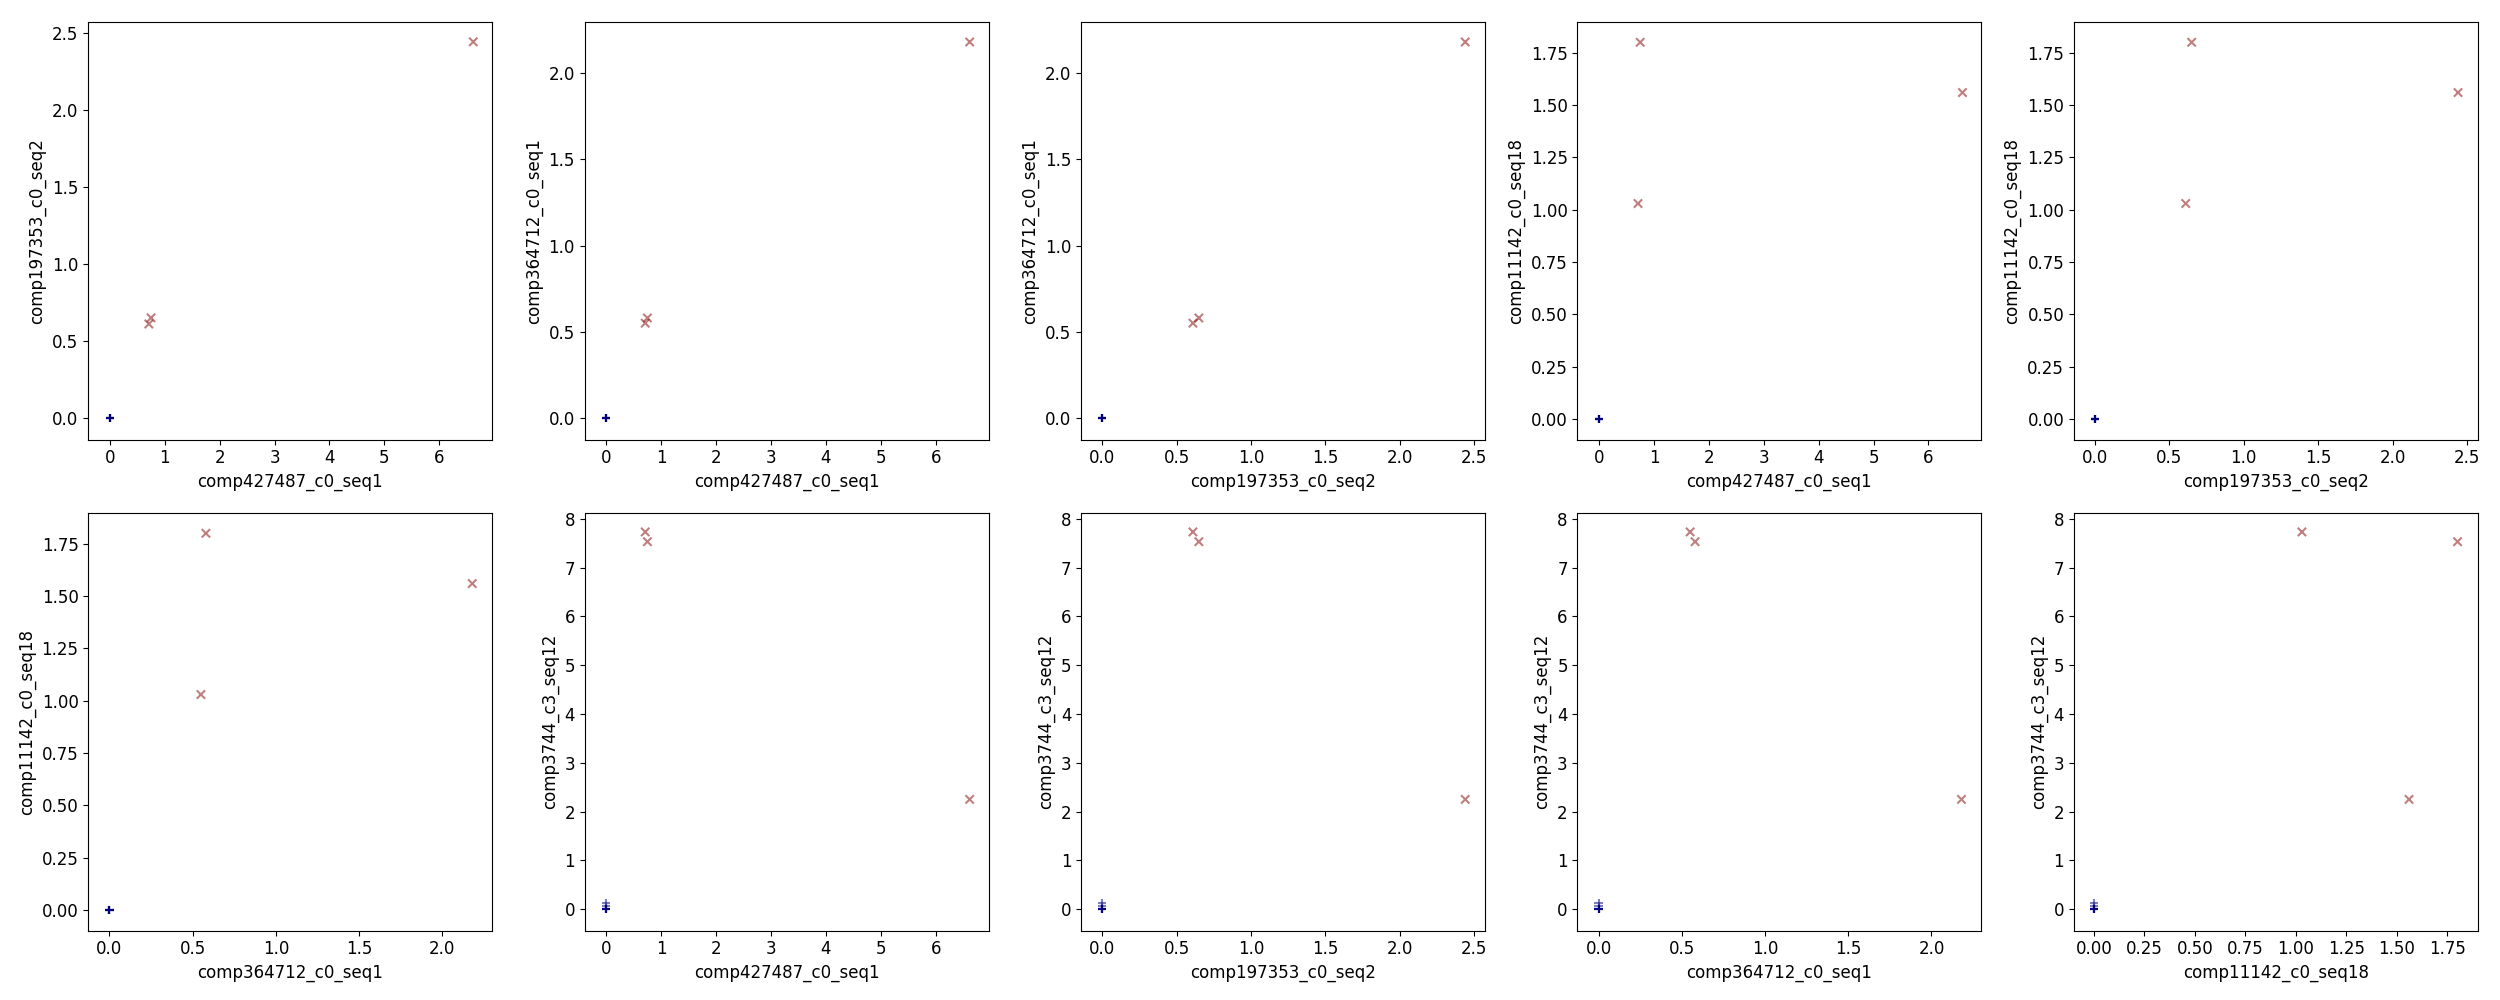 2.5
2.0
1.5
1.0
0.5
0.0
comp197353_c0_seq2
0 1 2 3 4 5 6
comp427487_c0_seq1
2.0
1.5
1.0
0.5
0.0
comp364712_c0_seq1
0 1 2 3 4 5 6
comp427487_c0_seq1
2.0
1.5
1.0
0.5
0.0
comp364712_c0_seq1
0.0 0.5 1.0 1.5 2.0 2.5
comp197353_c0_seq2
1.75
1.50
1.25
1.00
0.75
0.50
0.25
0.00
comp11142_c0_seq18
0 1 2 3 4 5 6
comp427487_c0_seq1
1.75
1.50
1.25
1.00
0.75
0.50
0.25
0.00
comp11142_c0_seq18
0.0 0.5 1.0 1.5 2.0 2.5
comp197353_c0_seq2
1.75
1.50
1.25
1.00
0.75
0.50
0.25
0.00
comp11142_c0_seq18
0.0 0.5 1.0 1.5 2.0
comp364712_c0_seq1
8
7
6
5
4
3
2
1
0
comp3744_c3_seq12
0 1 2 3 4 5 6
comp427487_c0_seq1
8
7
6
5
4
3
2
1
0
comp3744_c3_seq12
0.0 0.5 1.0 1.5 2.0 2.5
comp197353_c0_seq2
8
7
6
5
4
3
2
1
0
comp3744_c3_seq12
0.0 0.5 1.0 1.5 2.0
comp364712_c0_seq1
8
7
6
5
4
3
2
1
0
comp3744_c3_seq12
0.00 0.25 0.50 0.75 1.00 1.25 1.50 1.75
comp11142_c0_seq18